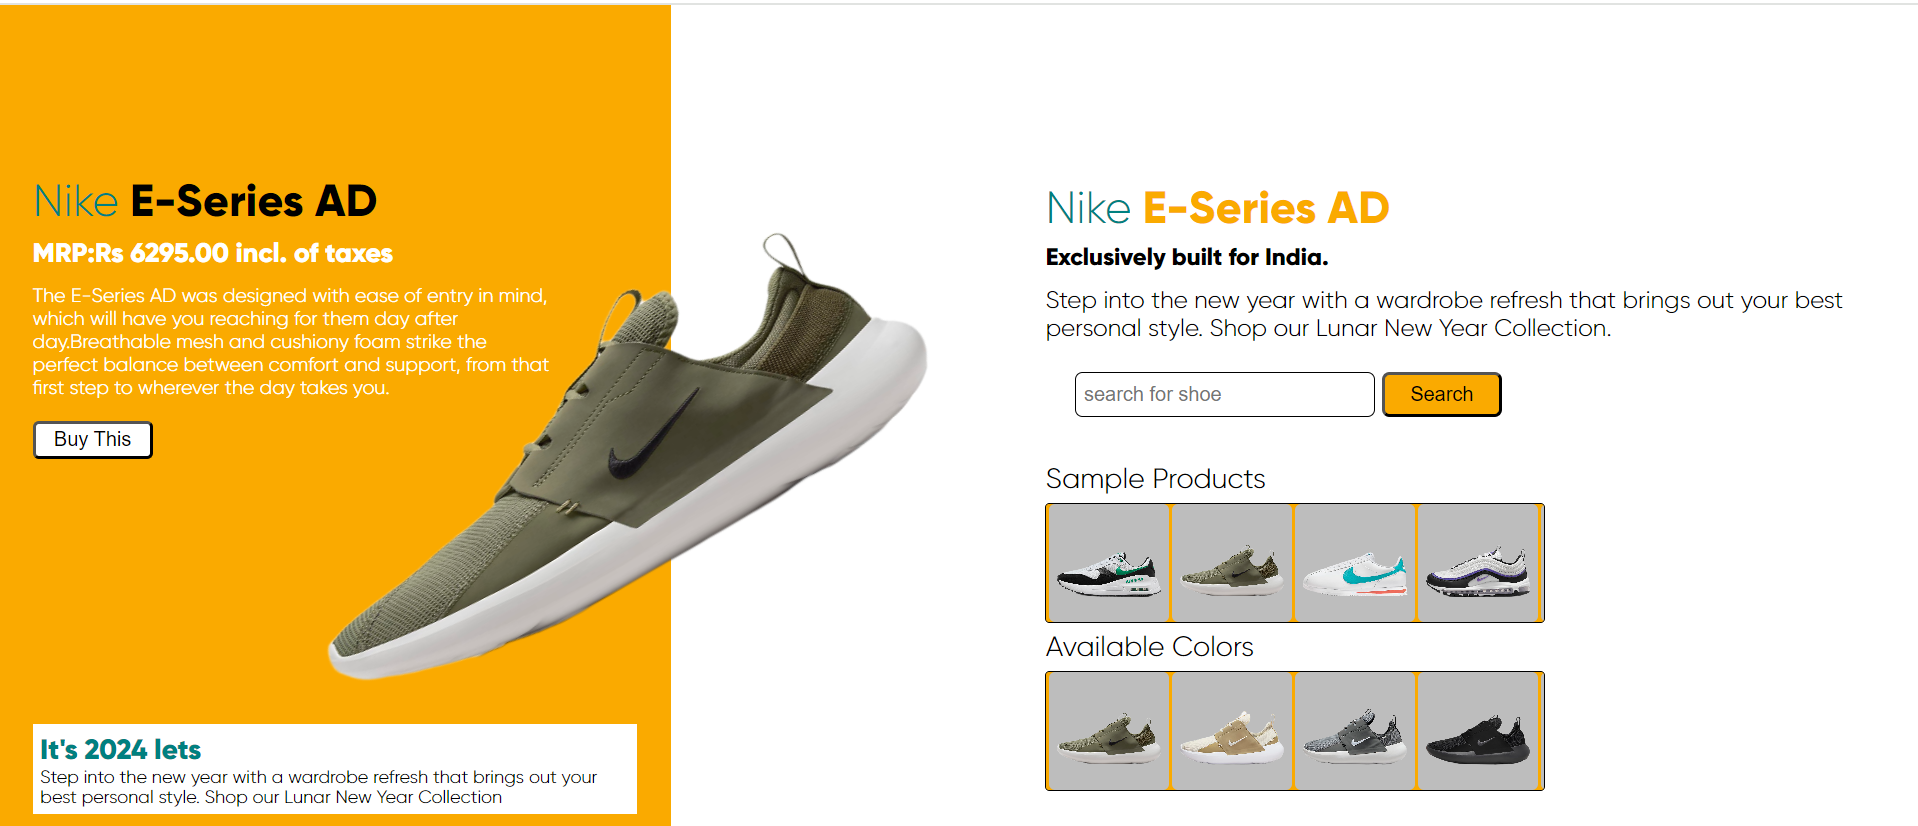 Nike E-Series AD
MRP:Rs 6295.00 incl. of taxes
The E-Series AD was designed with ease of entry in mind,
which will have you reaching for them day after
day.Breathable mesh and cushiony foam strike the
perfect balance between comfort and support, from that
first step to wherever the day takes you.
Buy This
It's 2024 lets
Step into the new year with a wardrobe refresh that brings out your
best personal style. Shop our Lunar New Year Collection
Nike E-Series AD
Exclusively built for India.
Step into the new year with a wardrobe refresh that brings out your best
personal style. Shop our Lunar New Year Collection.
search for shoe
Search
Sample Products
Available Colors